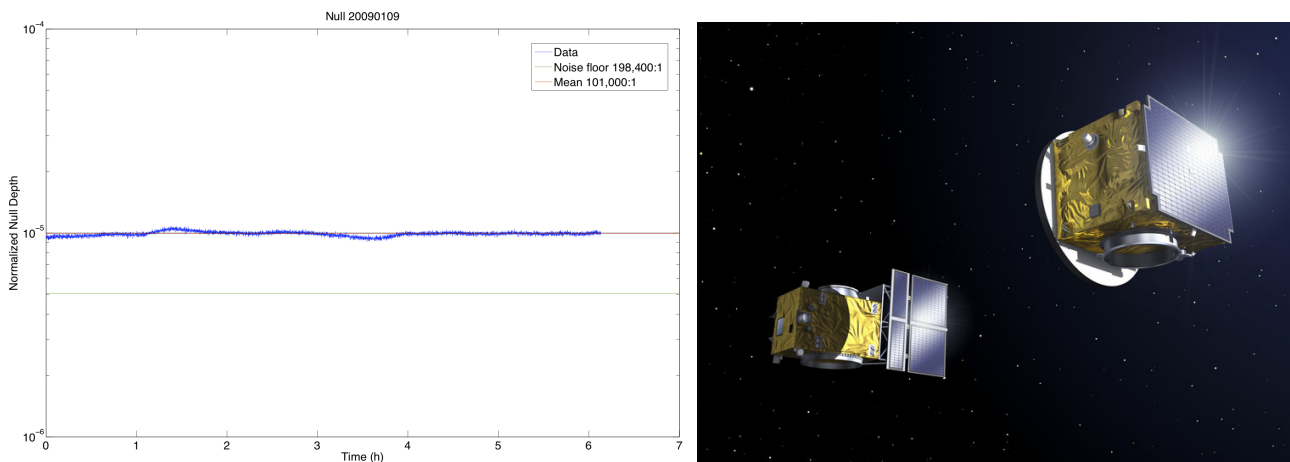 Null 20090109
10⁻⁴
Data
Noise floor 198,400:1
Mean 101,000:1
Normalized Null Depth
10⁻⁵
10⁻⁶
0 1 2 3 4 5 6 7
Time (h)